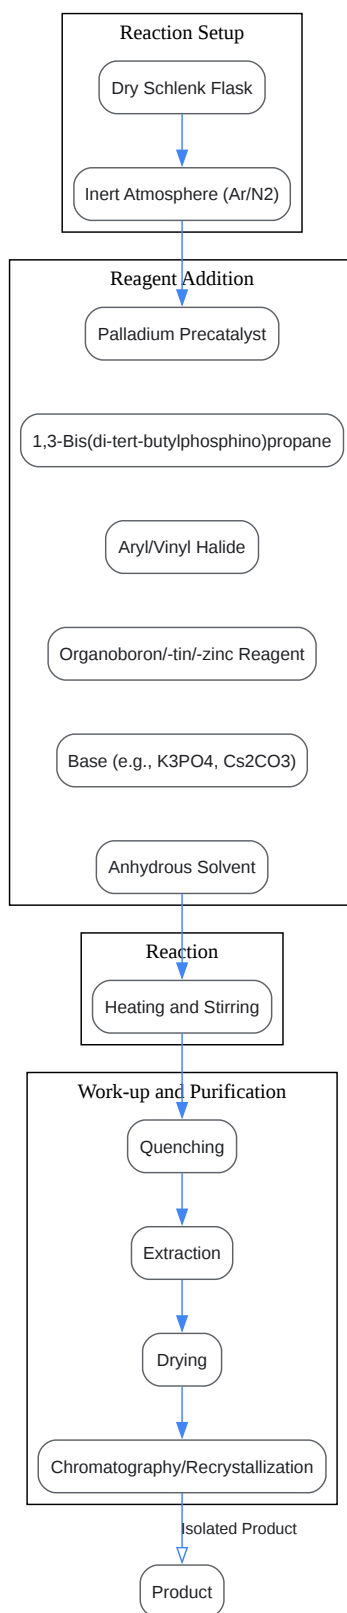 Reaction Setup
Dry Schlenk Flask
Inert Atmosphere (Ar/N2)
Reagent Addition
Palladium Precatalyst
1,3-Bis(di-tert-butylphosphino)propane
Aryl/Vinyl Halide
Organoboron/-tin/-zinc Reagent
Base (e.g., K3PO4, Cs2CO3)
Anhydrous Solvent
Reaction
Heating and Stirring
Work-up and Purification
Quenching
Extraction
Drying
Chromatography/Recrystallization
Isolated Product
Product